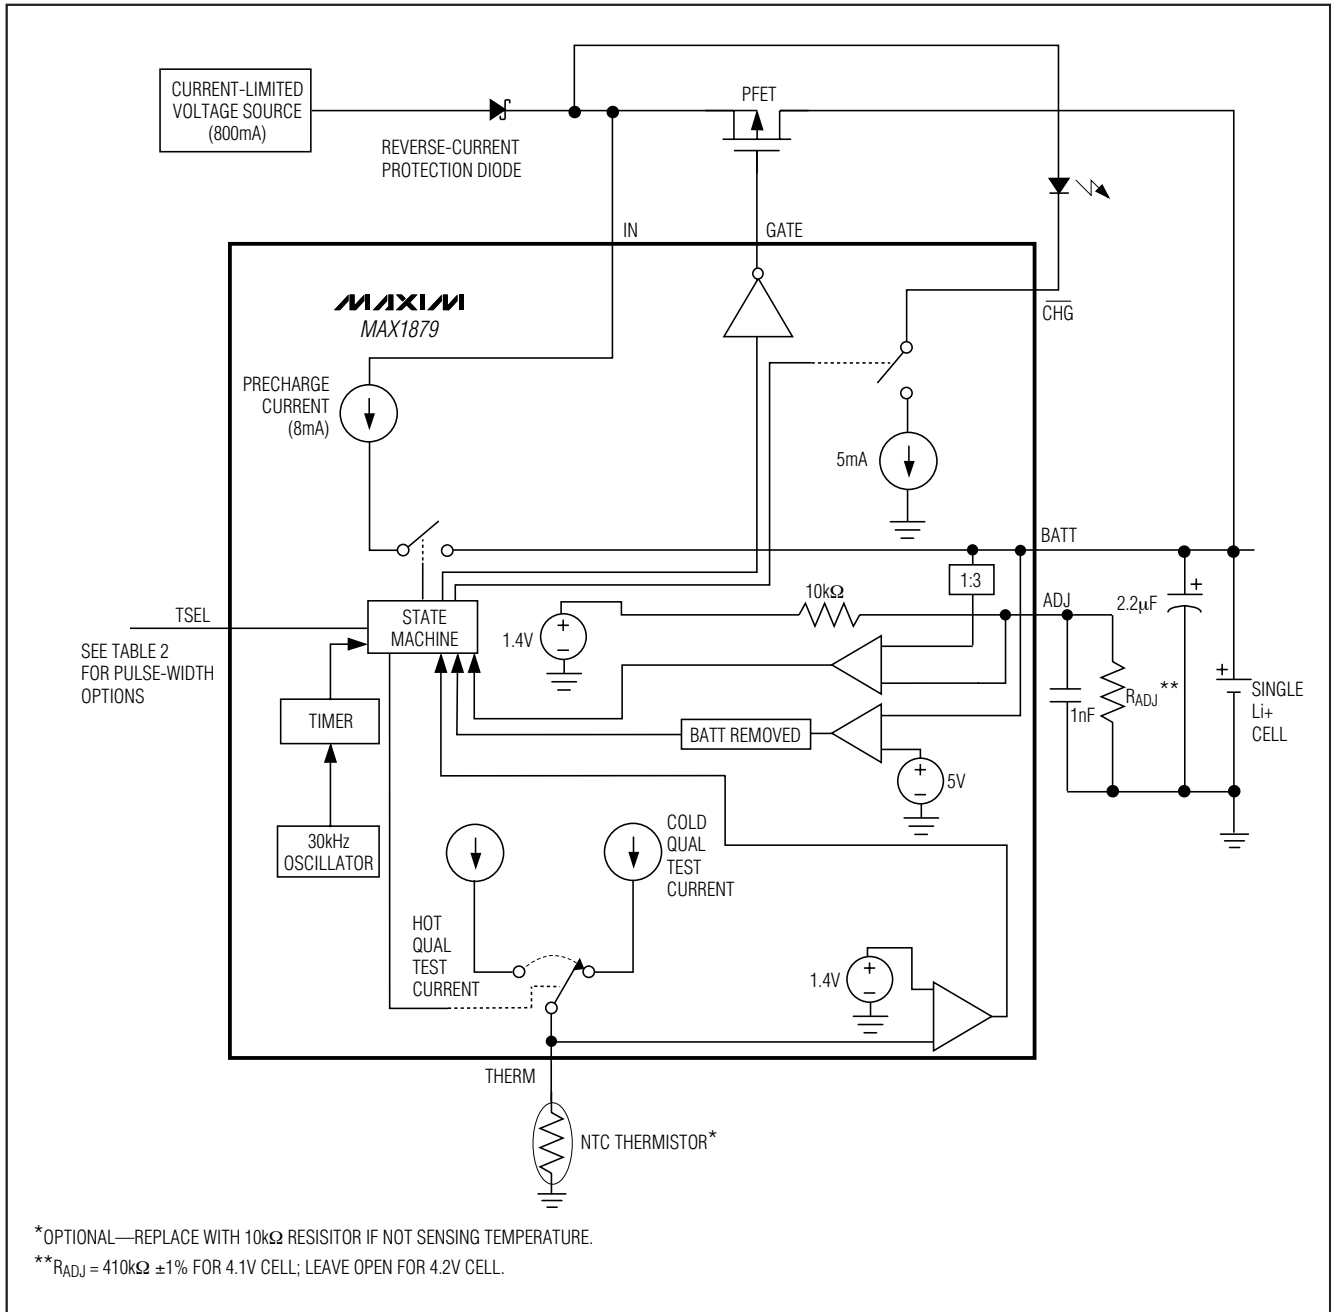 CURRENT-LIMITED
VOLTAGE SOURCE
(800mA)
REVERSE-CURRENT
PROTECTION DIODE
PFET
IN
GATE
MAXIM
MAX1879
CHG
PRECHARGE
CURRENT
(8mA)
5mA
BATT
1:3
10kΩ
ADJ
2.2µF
+
TSEL
STATE
MACHINE
1.4V
+
−
SEE TABLE 2
FOR PULSE-WIDTH
OPTIONS
TIMER
BATT REMOVED
1nF
RADJ**
+
SINGLE
Li+
CELL
+
−
5V
30kHz
OSCILLATOR
COLD
QUAL
TEST
CURRENT
HOT
QUAL
TEST
CURRENT
1.4V
+
−
THERM
NTC THERMISTOR*
*OPTIONAL—REPLACE WITH 10kΩ RESISITOR IF NOT SENSING TEMPERATURE.
**RADJ = 410kΩ ±1% FOR 4.1V CELL; LEAVE OPEN FOR 4.2V CELL.